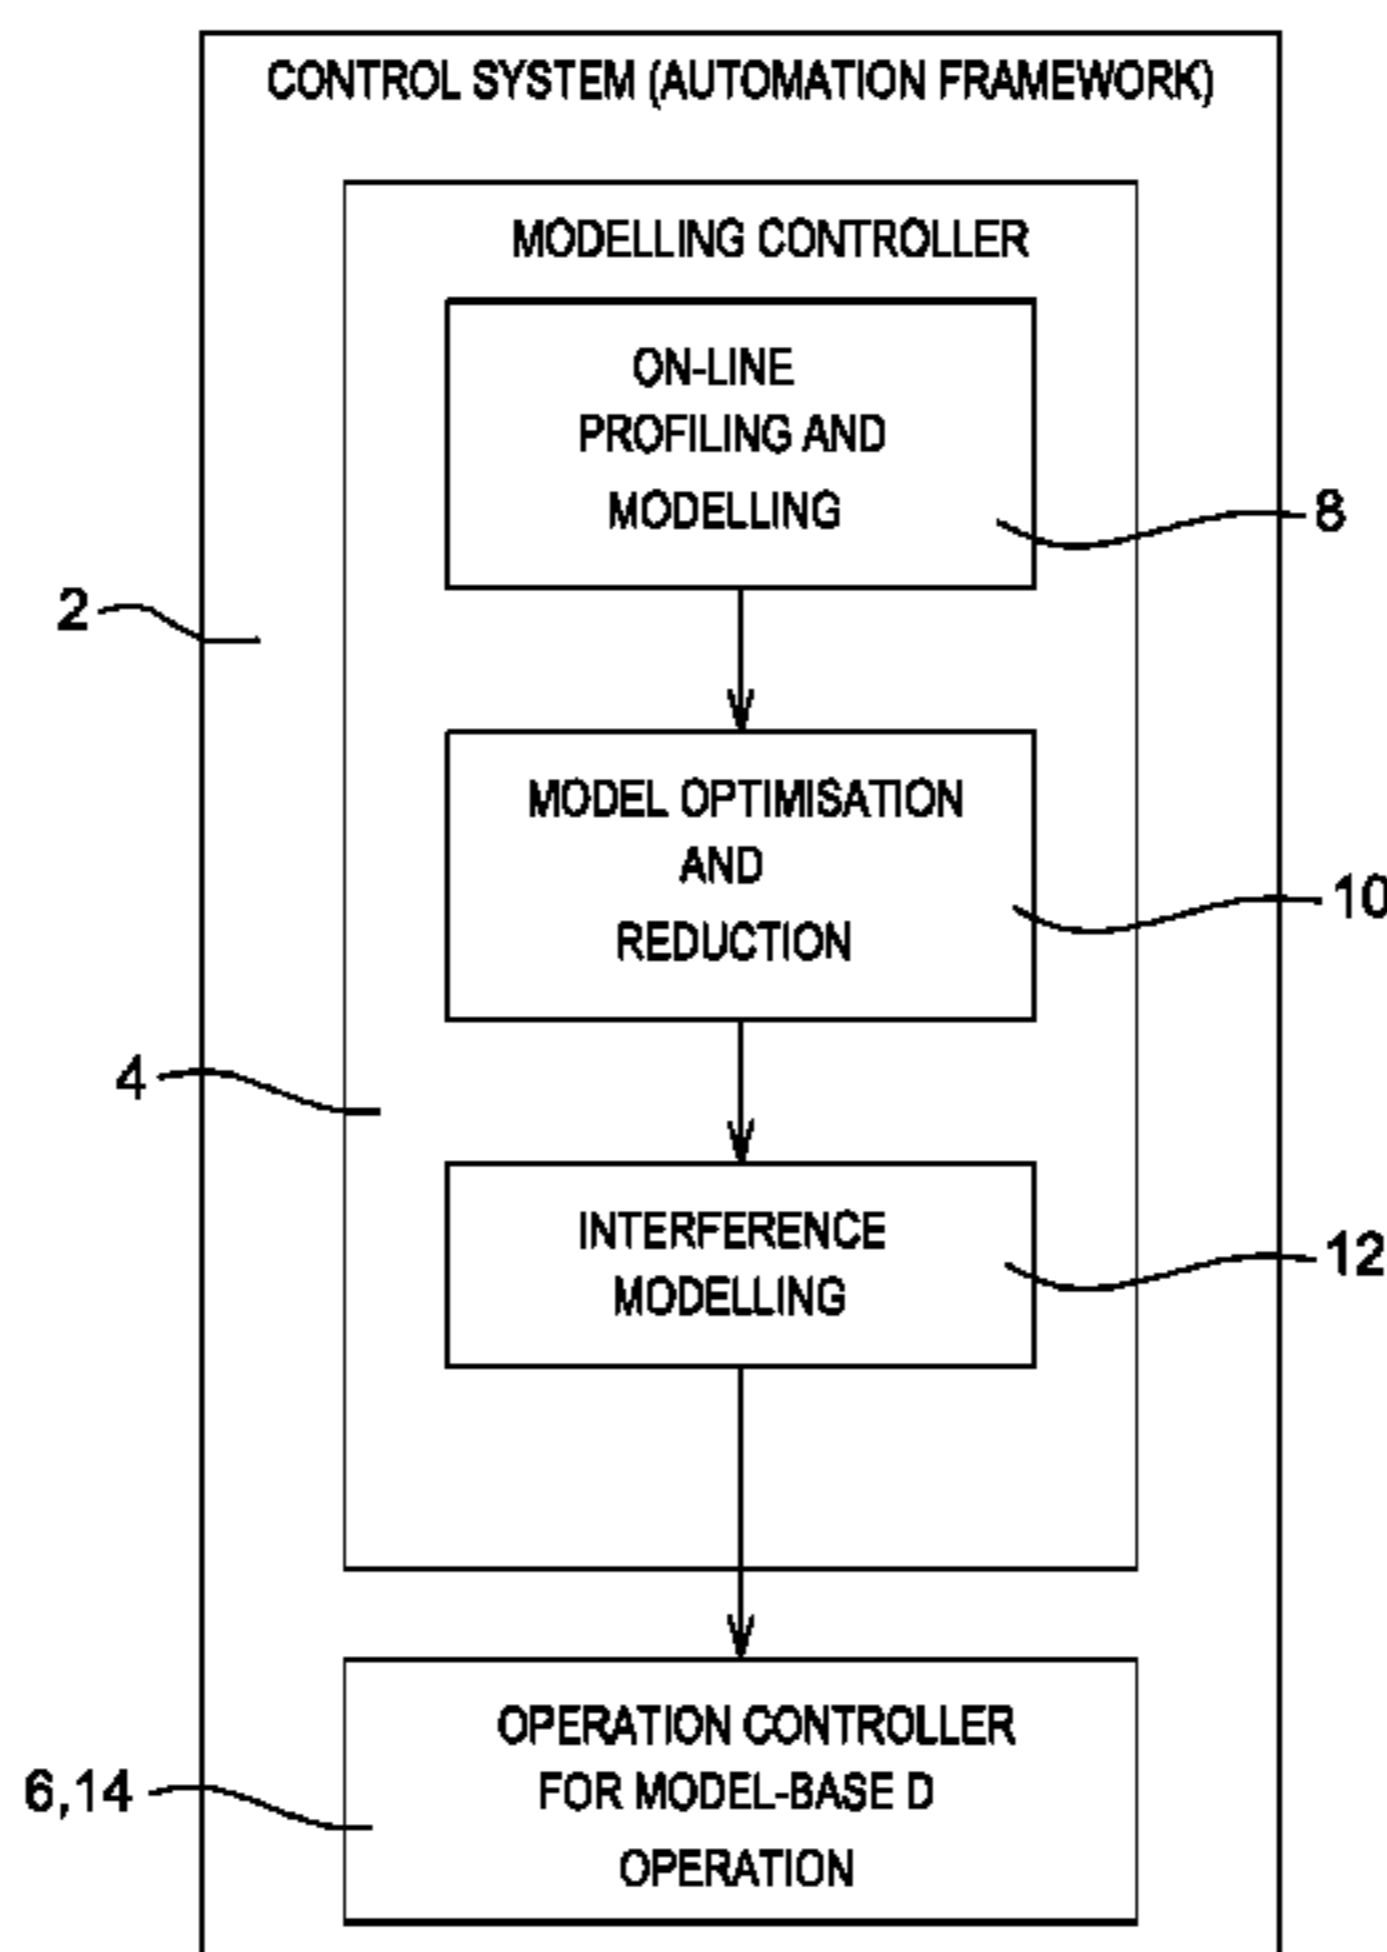 CONTROL SYSTEM (AUTOMATION FRAMEWORK)
MODELLING CONTROLLER
ON-LINE
PROFILING AND
MODELLING
8
2
MODEL OPTIMISATION
AND
REDUCTION
10
4
INTERFERENCE
MODELLING
12
OPERATION CONTROLLER
FOR MODEL-BASE D
OPERATION
6,14